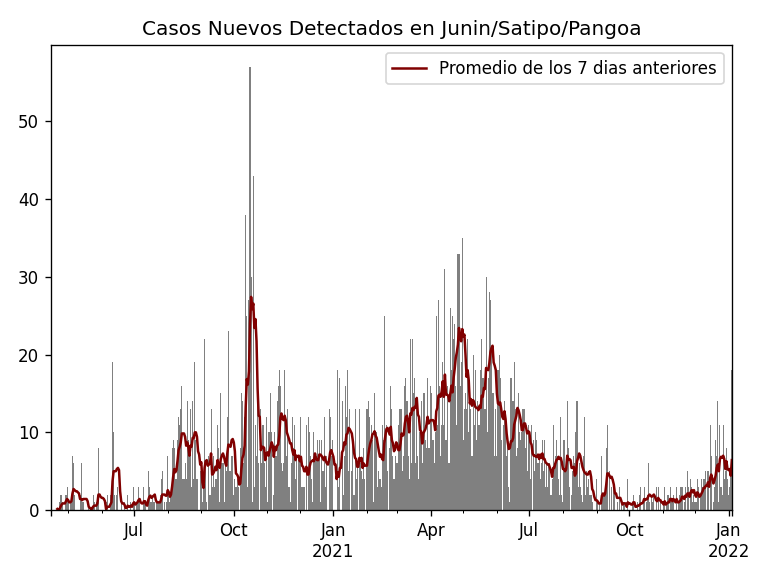 Casos Nuevos Detectados en Junin/Satipo/Pangoa
Promedio de los 7 dias anteriores
50
40
30
20
10
0
Jul
Oct
Jan
2021
Apr
Jul
Oct
Jan
2022